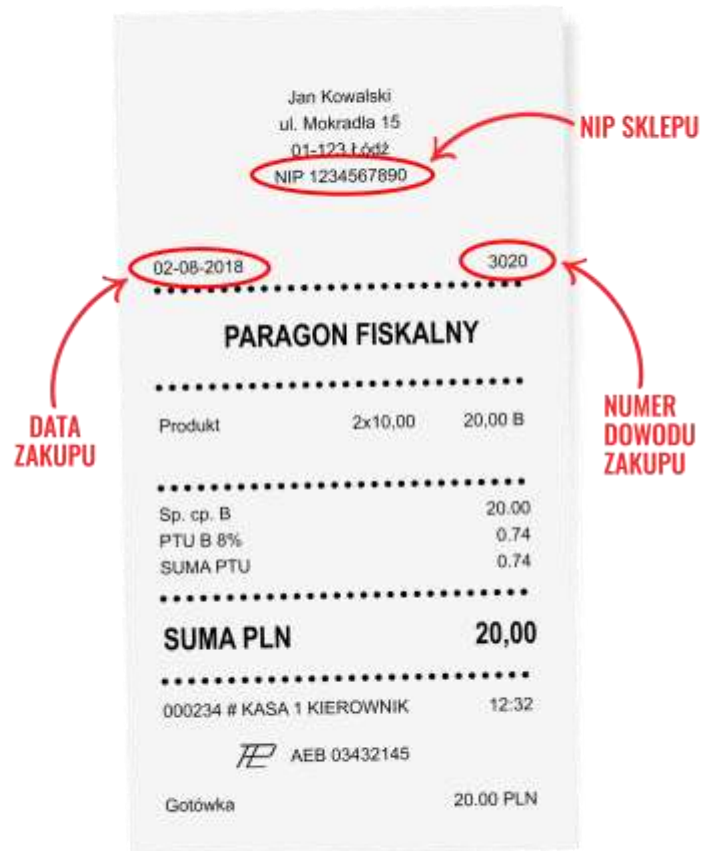 Jan Kowalski
ul. Mokradla 15
01-123 Łódź
NIP 1234567890
NIP SKLEPU
02-08-2018 3020
PARAGON FISKALNY
DATA
ZAKUPU
NUMER
DOWODU
ZAKUPU
Produkt 2x10,00 20,00 B
Sp. cp. B 20.00
PTU B 8% 0.74
SUMA PTU 0.74
SUMA PLN 20,00
000234 # KASA 1 KIEROWNIK 12:32
AEB 03432145
Gotówka 20.00 PLN